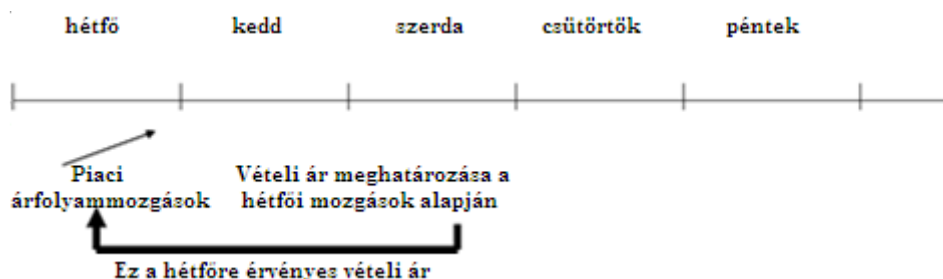 hétfő kedd szerda csütörtök péntek
Piaci
árfolyammozgások
Vételi ár meghatározása a
hétfői mozgások alapján
Ez a hétfőre érvényes vételi ár